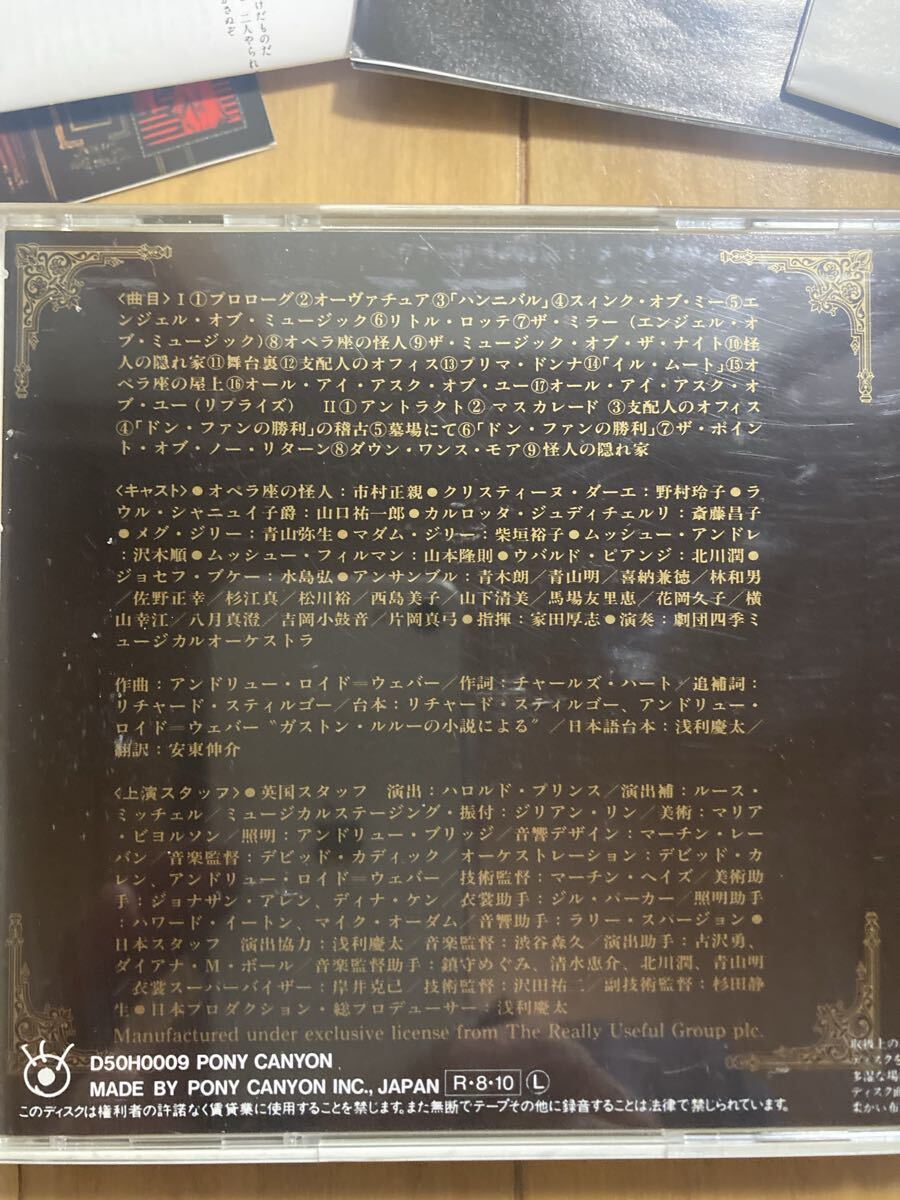 けだものだ
二人やられ
さぬぞ
〈曲目〉Ⅰ①プロローグ②オーヴァチュア③「ハンニバル」④スィンク・オブ・ミー⑤エ
ンジェル・オブ・ミュージック⑥リトル・ロッテ⑦ザ・ミラー(エンジェル・オ
ブ・ミュージック)⑧オペラ座の怪人⑨ザ・ミュージック・オブ・ザ・ナイト⑩怪
人の隠れ家⑪舞台裏⑫支配人のオフィス⑬プリマ・ドンナ⑭「イル・ムート」⑮オ
ペラ座の屋上⑯オール・アイ・アスク・オブ・ユー⑰オール・アイ・アスク・オ
ブ・ユー(リプライズ) Ⅱ①アントラクト②マスカレード③支配人のオフィス
④「ドン・ファンの勝利」の稽古⑤墓場にて⑥「ドン・ファンの勝利」⑦ザ・ポイン
ト・オブ・ノー・リターン⑧ダウン・ワンス・モア⑨怪人の隠れ家
〈キャスト〉●オペラ座の怪人:市村正親●クリスティーヌ・ダーエ:野村玲子●ラ
ウル・シャニュイ子爵:山口祐一郎●カルロッタ・ジュディチェルリ:斎藤昌子
●メグ・ジリー:青山弥生●マダム・ジリー:柴垣裕子●ムッシュー・アンドレ
:沢木順●ムッシュー・フィルマン:山本隆則●ウバルド・ピアンジ:北川潤●
ジョセフ・ブケー:水島弘●アンサンブル:青木朗/青山明/喜納兼徳/林和男
/佐野正幸/杉江真/松川裕/西島美子/山下清美/馬場友里恵/花岡久子/横
山幸江/八月真澄/吉岡小鼓音/片岡真弓●指揮:家田厚志●演奏:劇団四季ミ
ュージカルオーケストラ
作曲:アンドリュー・ロイド＝ウェバー/作詞:チャールズ・ハート/追補詞:
リチャード・スティルゴー/台本:リチャード・スティルゴー、アンドリュー・
ロイド＝ウェバー“ガストン・ルルーの小説による”/日本語台本:浅利慶太/
翻訳:安東伸介
〈上演スタッフ〉●英国スタッフ 演出:ハロルド・プリンス/演出補:ルース・
ミッチェル ミュージカルステージング・振付:ジリアン・リン/美術:マリア
・ビヨルソン/照明:アンドリュー・ブリッジ/音響デザイン:マーチン・レー
バン/音楽監督:デビッド・カディック/オーケストレーション:デビッド・カ
レン、アンドリュー・ロイド＝ウェバー/技術監督:マーチン・ヘイズ/美術助
手:ジョナサン・アレン、ディナ・ケン/衣裳助手:ジル・パーカー/照明助手
:ハワード・イートン、マイク・オーダム/音響助手:ラリー・スパージョン●
日本スタッフ 演出協力:浅利慶太/音楽監督:渋谷森久/演出助手:古沢勇、
ダイアナ・M・ボール/音楽監督助手:鎮守めぐみ、清水恵介、北川潤、青山明
/衣裳スーパーバイザー:岸井克己/技術監督:沢田祐二/副技術監督:杉田静
生●日本プロダクション・総プロデューサー:浅利慶太
Manufactured under exclusive license from The Really Useful Group plc.
D50H0009 PONY CANYON
MADE BY PONY CANYON INC., JAPAN R・8・10 Ⓛ
このディスクは権利者の許諾なく賃貸業に使用することを禁じます。また無断でテープその他に録音することは法律で禁じられています。
取扱上の
ディスクを
多湿な場
ディスク面
柔かい布